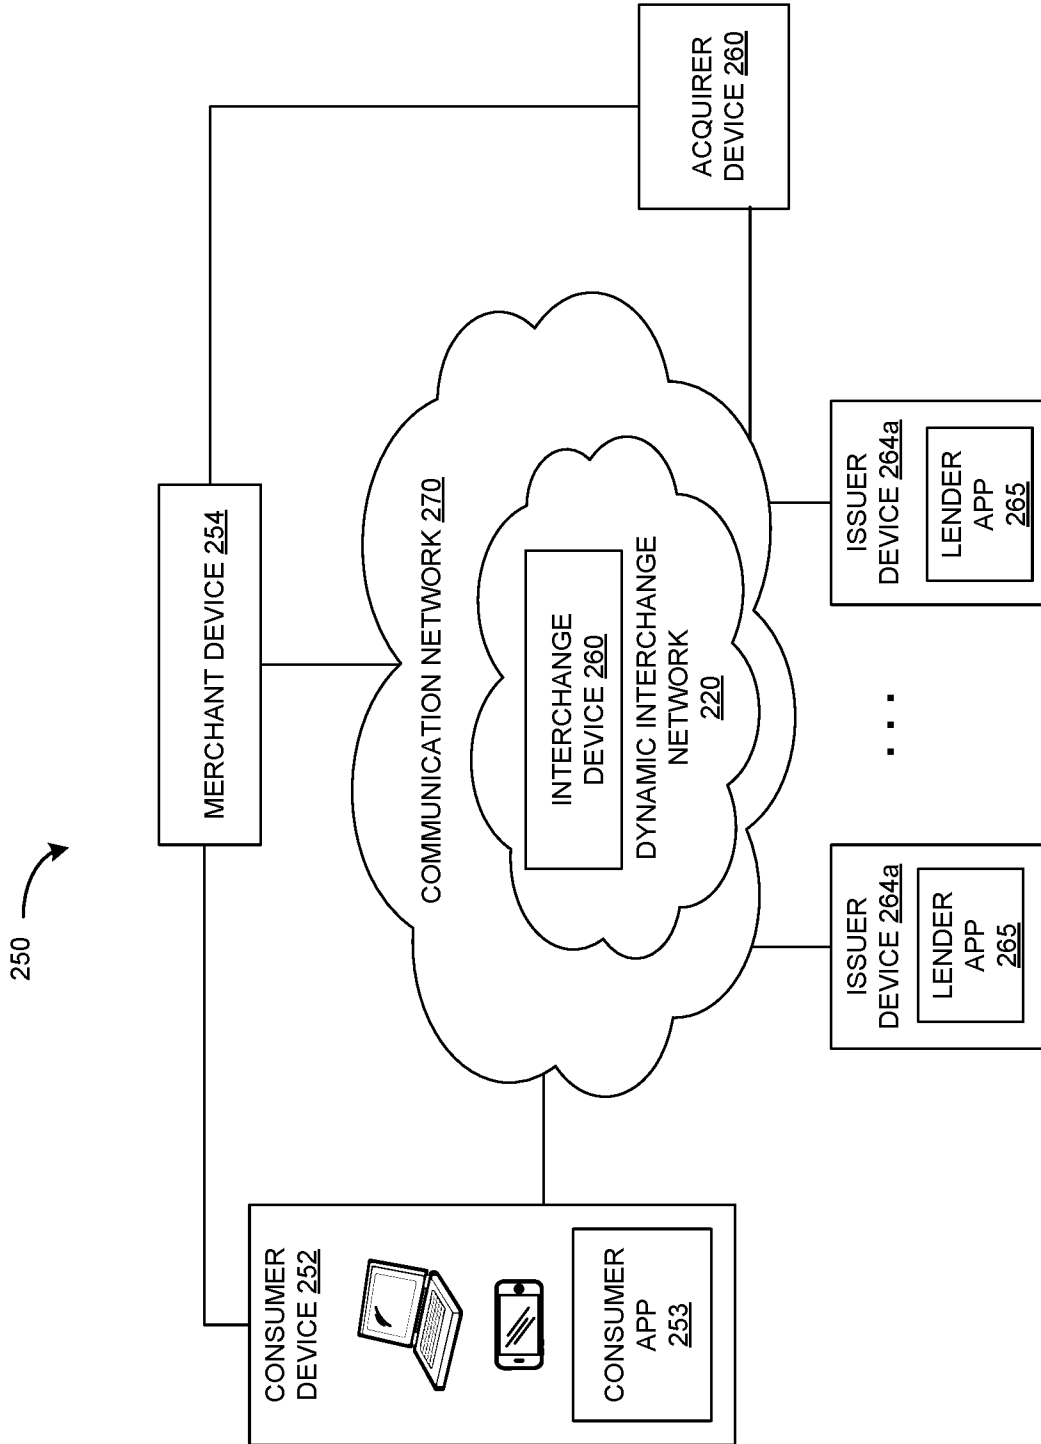 250
MERCHANT DEVICE 254
CONSUMER
DEVICE 252
CONSUMER
APP
253
COMMUNICATION NETWORK 270
INTERCHANGE
DEVICE 260
DYNAMIC INTERCHANGE
NETWORK
220
ACQUIRER
DEVICE 260
ISSUER
DEVICE 264a
LENDER
APP
265
. . .
ISSUER
DEVICE 264a
LENDER
APP
265